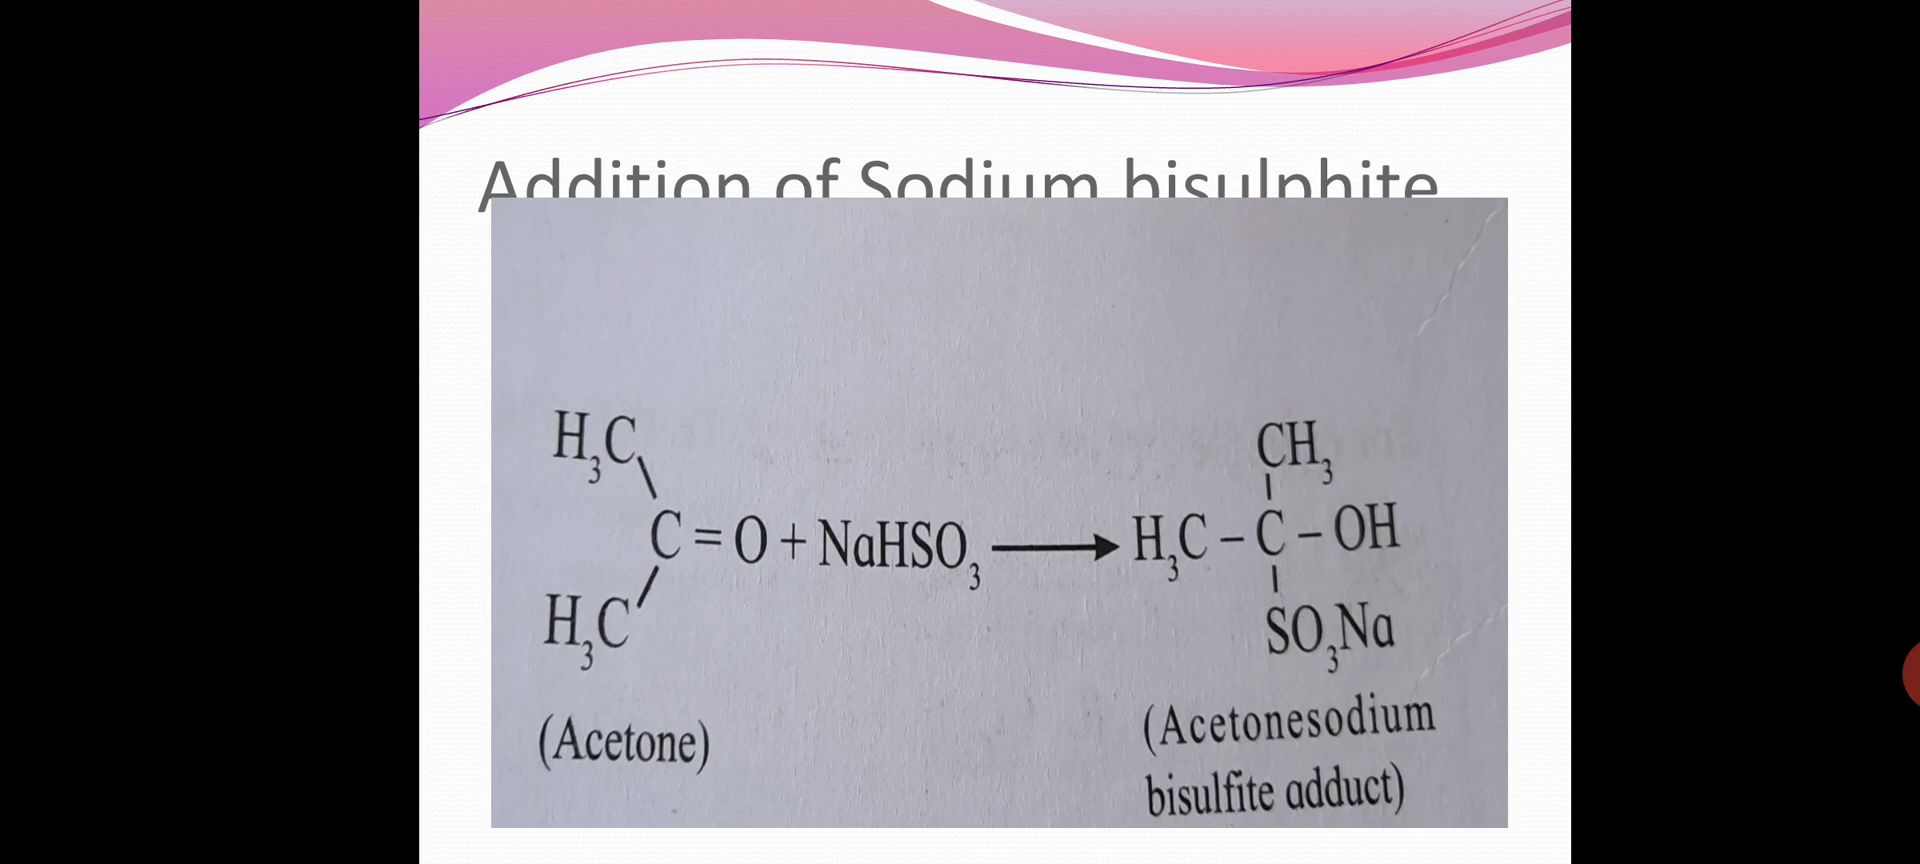 Addition of Sodium bisulphite
H₃C
CH₃
C = O + NaHSO₃ ⟶ H₃C – C – OH
H₃C
SO₃Na
(Acetone)
(Acetonesodium
bisulfite adduct)